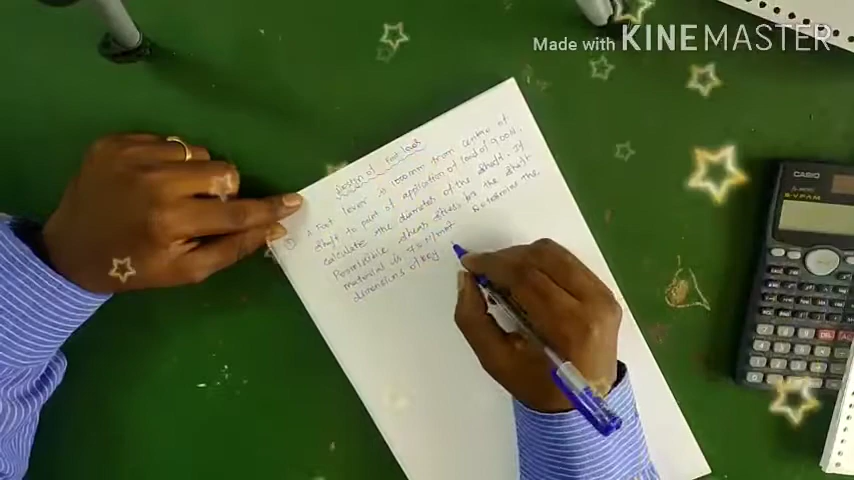 Made with KINEMASTER
Design of Foot lever
① A Foot lever is 1000mm from centre of
shaft to point of application of load of 900N.
calculate the diameter of the shaft. If
Permissible shear stress for the shaft
material is 75 N/mm² Determine the
dimensions of key
CASIO
S-V.P.A.M.